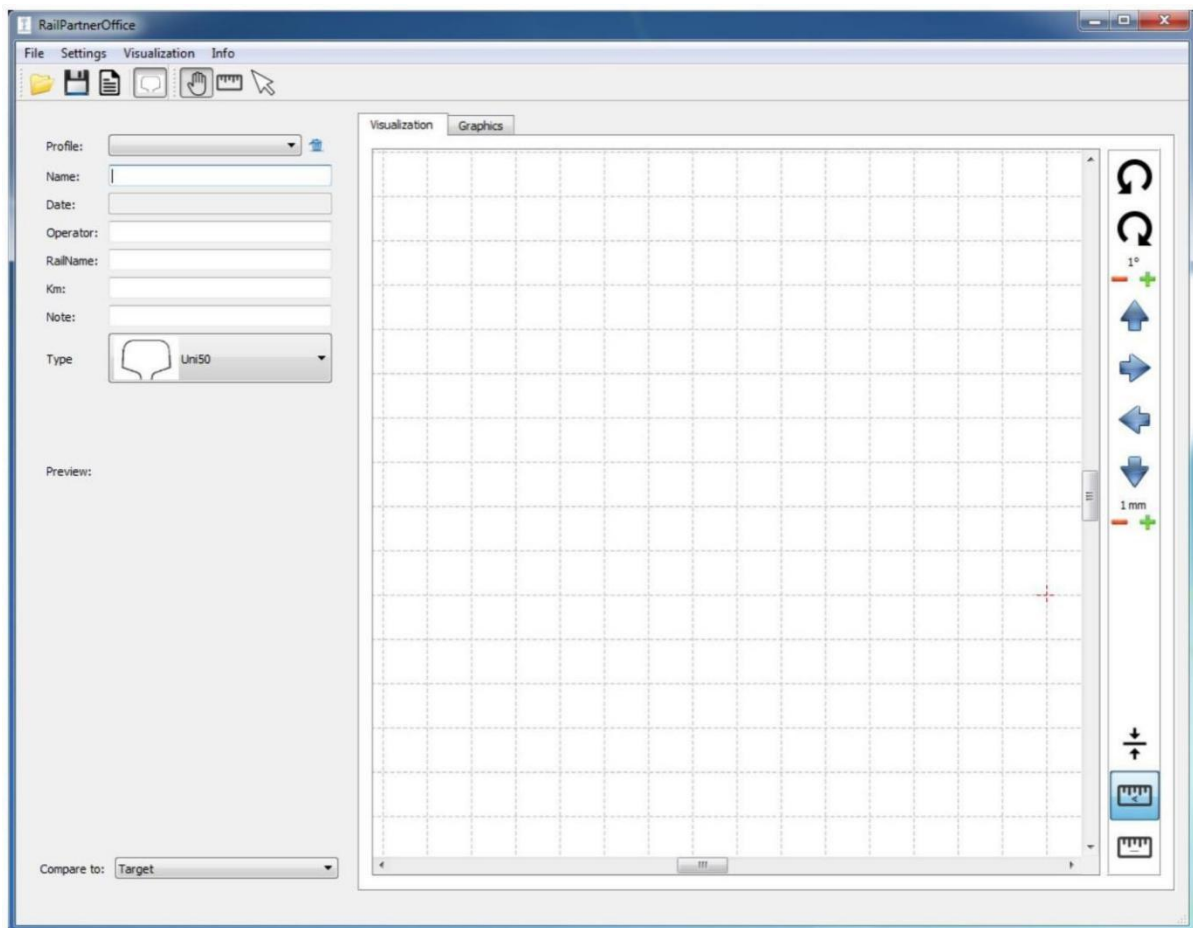 RailPartnerOffice
File Settings Visualization Info
Visualization Graphics
Profile:
Name:
Date:
Operator:
RailName:
Km:
Note:
Type Uni50
Preview:
Compare to: Target
1°
1 mm